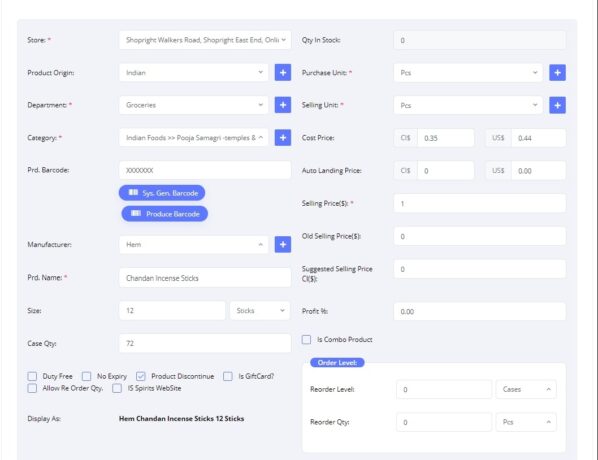 Store: * Shopright Walkers Road, Shopright East End, Onli
Product Origin: Indian
Department: * Groceries
Category: * Indian Foods >> Pooja Samagri -temples &
Prd. Barcode: XXXXXXX
Sys. Gen. Barcode
Produce Barcode
Manufacturer: Hem
Prd. Name: * Chandan Incense Sticks
Size: 12 Sticks
Case Qty: 72
Duty Free No Expiry Product Discontinue Is GiftCard?
Allow Re Order Qty. IS Spirits WebSite
Display As: Hem Chandan Incense Sticks 12 Sticks
Qty In Stock: 0
Purchase Unit: * Pcs
Selling Unit: * Pcs
Cost Price: CI$ 0.35 US$ 0.44
Auto Landing Price: CI$ 0 US$ 0.00
Selling Price($): * 1
Old Selling Price($): 0
Suggested Selling Price 0
CI($):
Profit %: 0.00
Is Combo Product
Order Level:
Reorder Level: 0 Cases
Reorder Qty: 0 Pcs